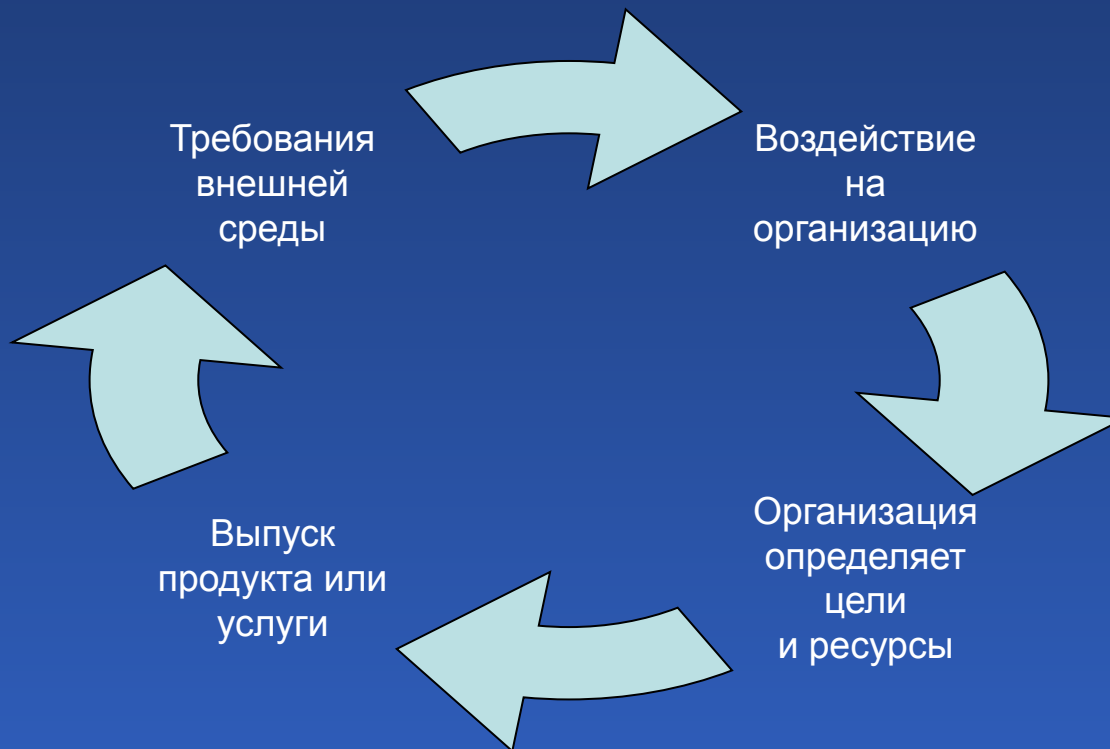 Требования
внешней
среды
Воздействие
на
организацию
Организация
определяет
цели
и ресурсы
Выпуск
продукта или
услуги